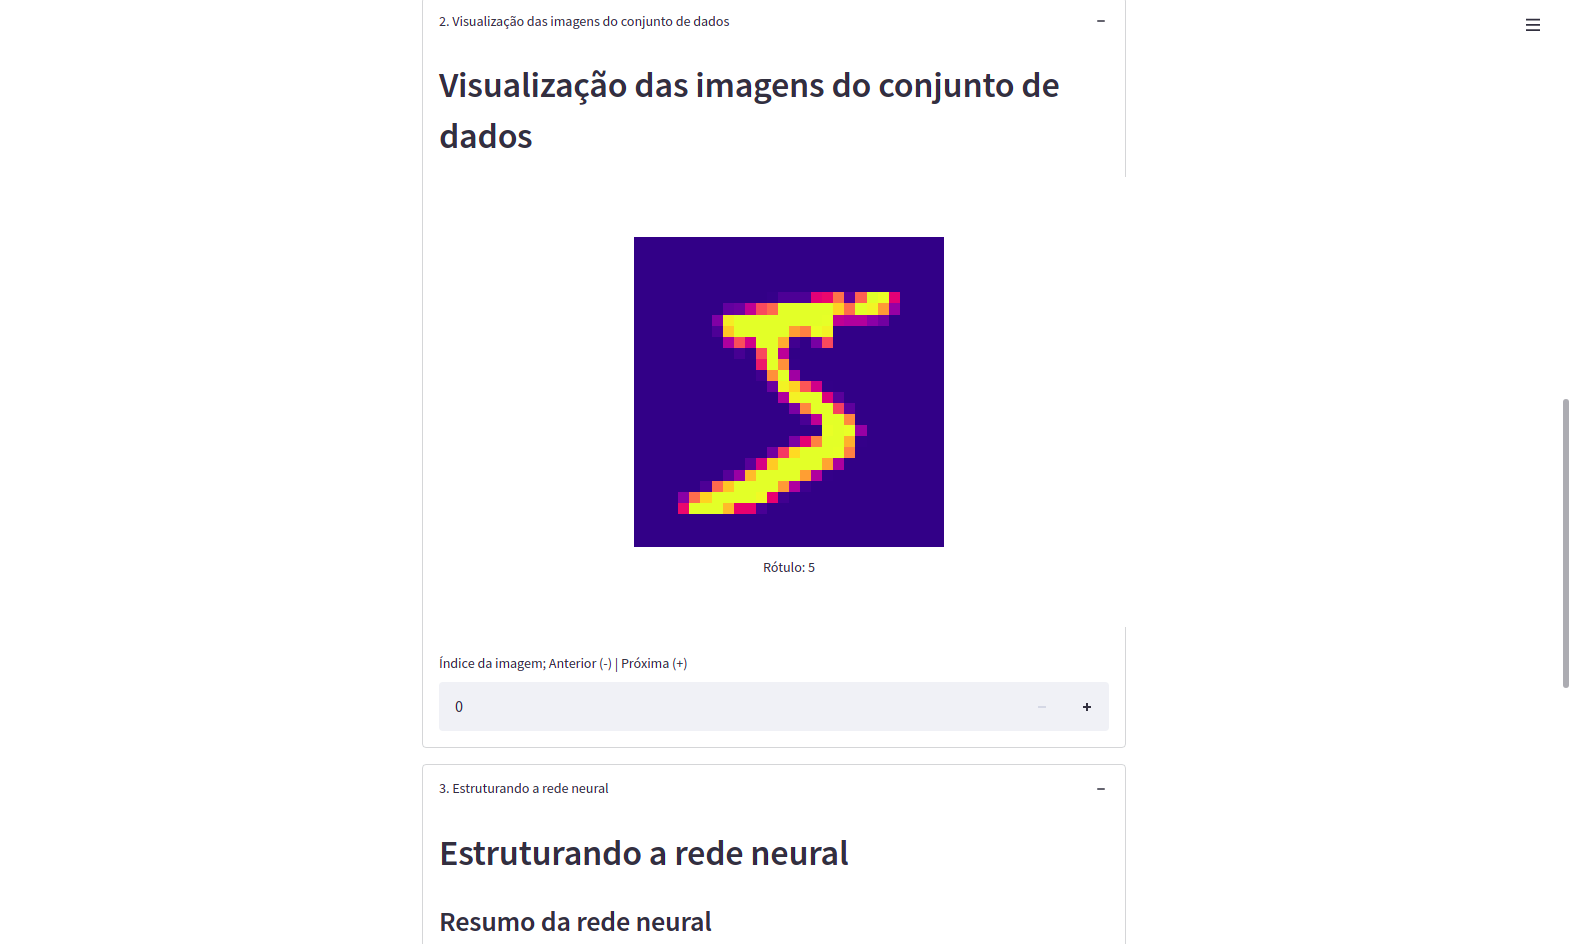 2. Visualização das imagens do conjunto de dados
Visualização das imagens do conjunto de
dados
5
Rótulo: 5
Índice da imagem; Anterior (-) | Próxima (+)
0
3. Estruturando a rede neural
Estruturando a rede neural
Resumo da rede neural